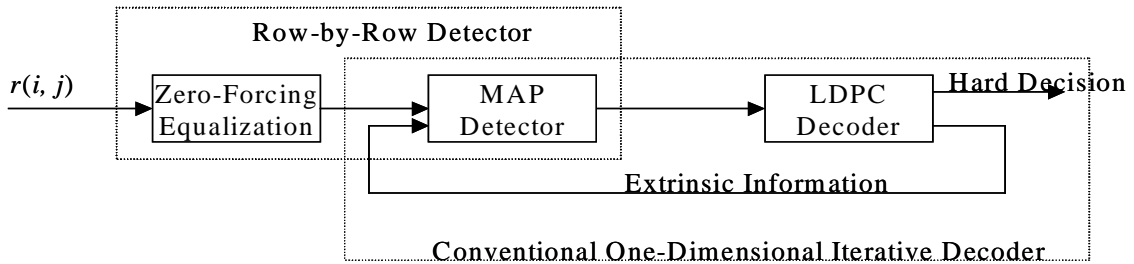 Row-by-Row Detector
r(i, j)
Zero-Forcing
Equalization
MAP
Detector
LDPC
Decoder
Hard Decision
Extrinsic Information
Conventional One-Dimensional Iterative Decoder